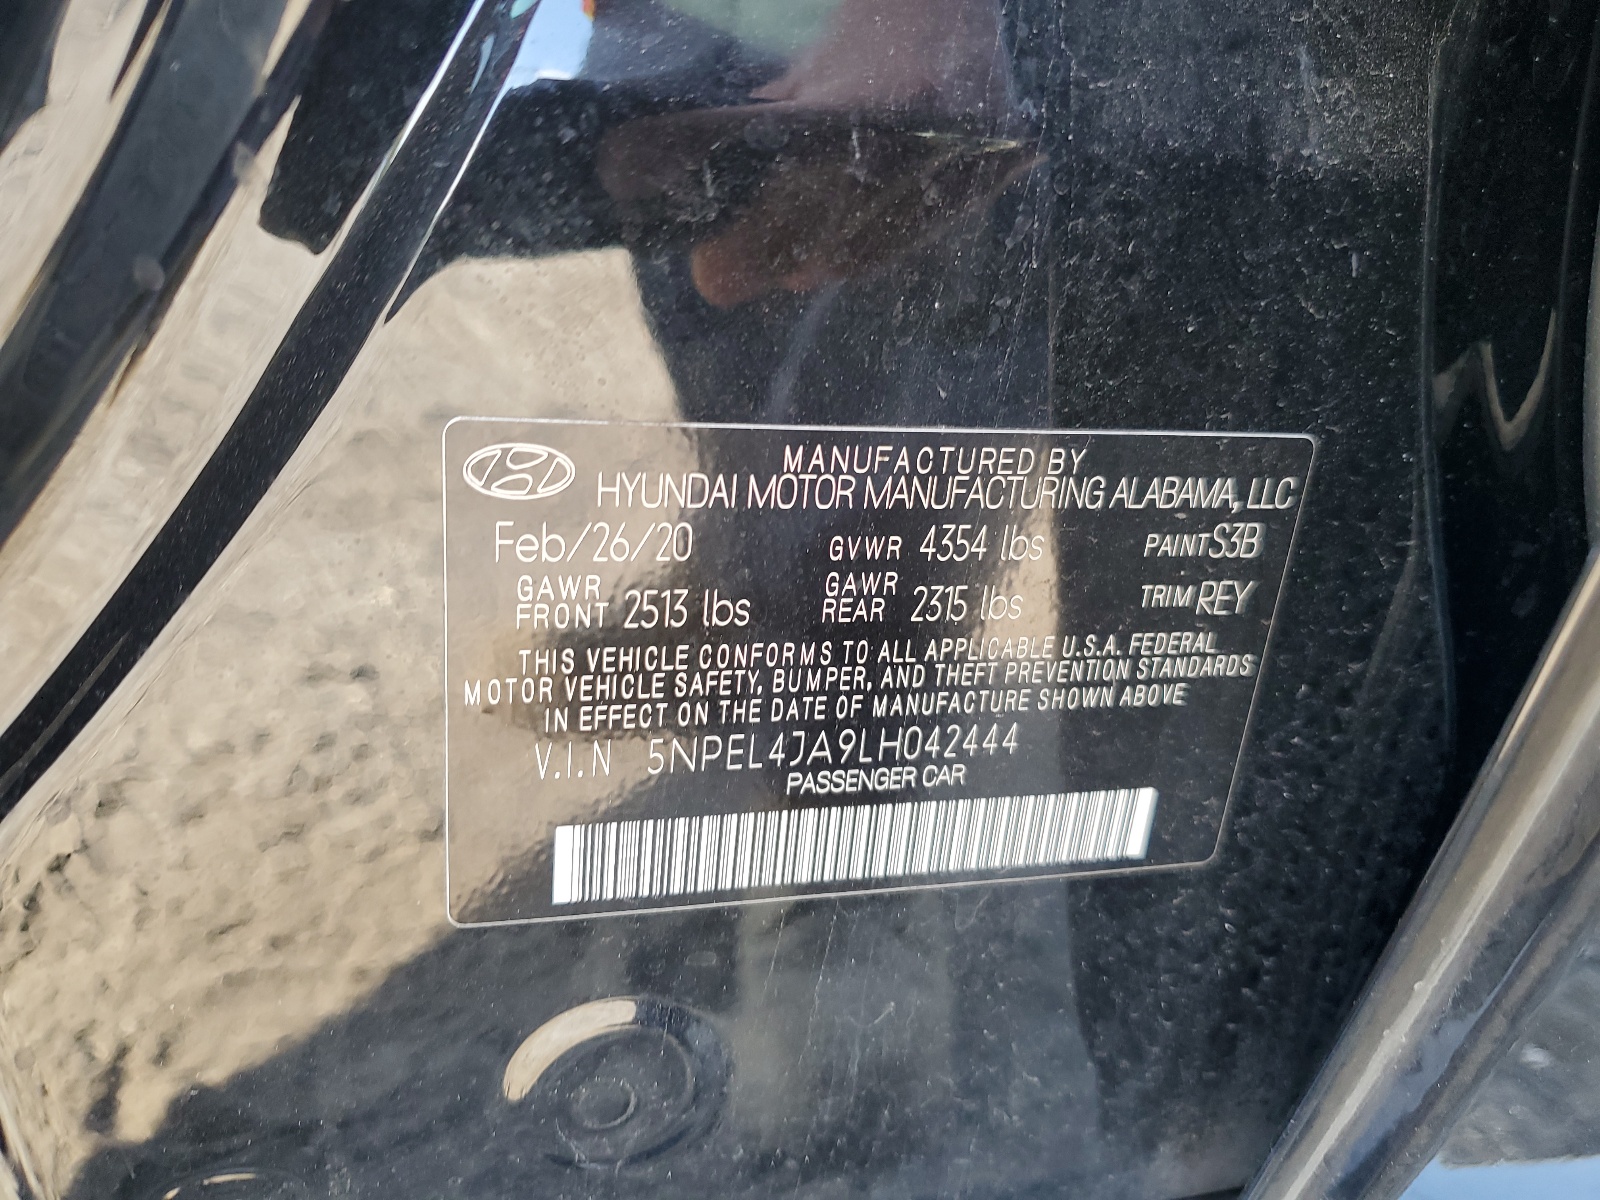 MANUFACTURED BY
HYUNDAI MOTOR MANUFACTURING ALABAMA, LLC
Feb/26/20 GVWR 4354 lbs PAINT S3B
GAWR FRONT 2513 lbs GAWR REAR 2315 lbs TRIM REY
THIS VEHICLE CONFORMS TO ALL APPLICABLE U.S.A. FEDERAL
MOTOR VEHICLE SAFETY, BUMPER, AND THEFT PREVENTION STANDARDS
IN EFFECT ON THE DATE OF MANUFACTURE SHOWN ABOVE
V.I.N 5NPEL4JA9LH042444
PASSENGER CAR